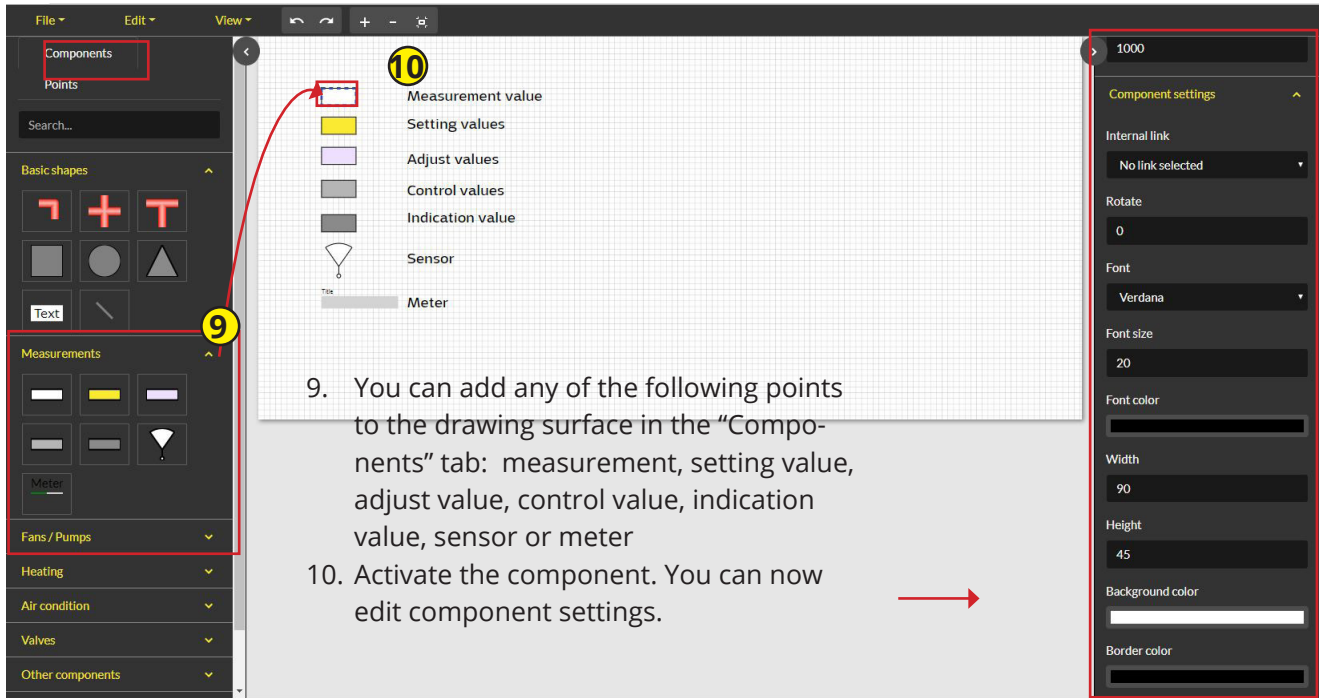 File Edit View
Components
Points
Search...
Basic shapes
Text
Measurements
Meter
Fans / Pumps
Heating
Air condition
Valves
Other components
9
10
Measurement value
Setting values
Adjust values
Control values
Indication value
Sensor
Title
Meter
9. You can add any of the following points
to the drawing surface in the “Compo-
nents” tab: measurement, setting value,
adjust value, control value, indication
value, sensor or meter
10. Activate the component. You can now
edit component settings.
1000
Component settings
Internal link
No link selected
Rotate
0
Font
Verdana
Font size
20
Font color
Width
90
Height
45
Background color
Border color